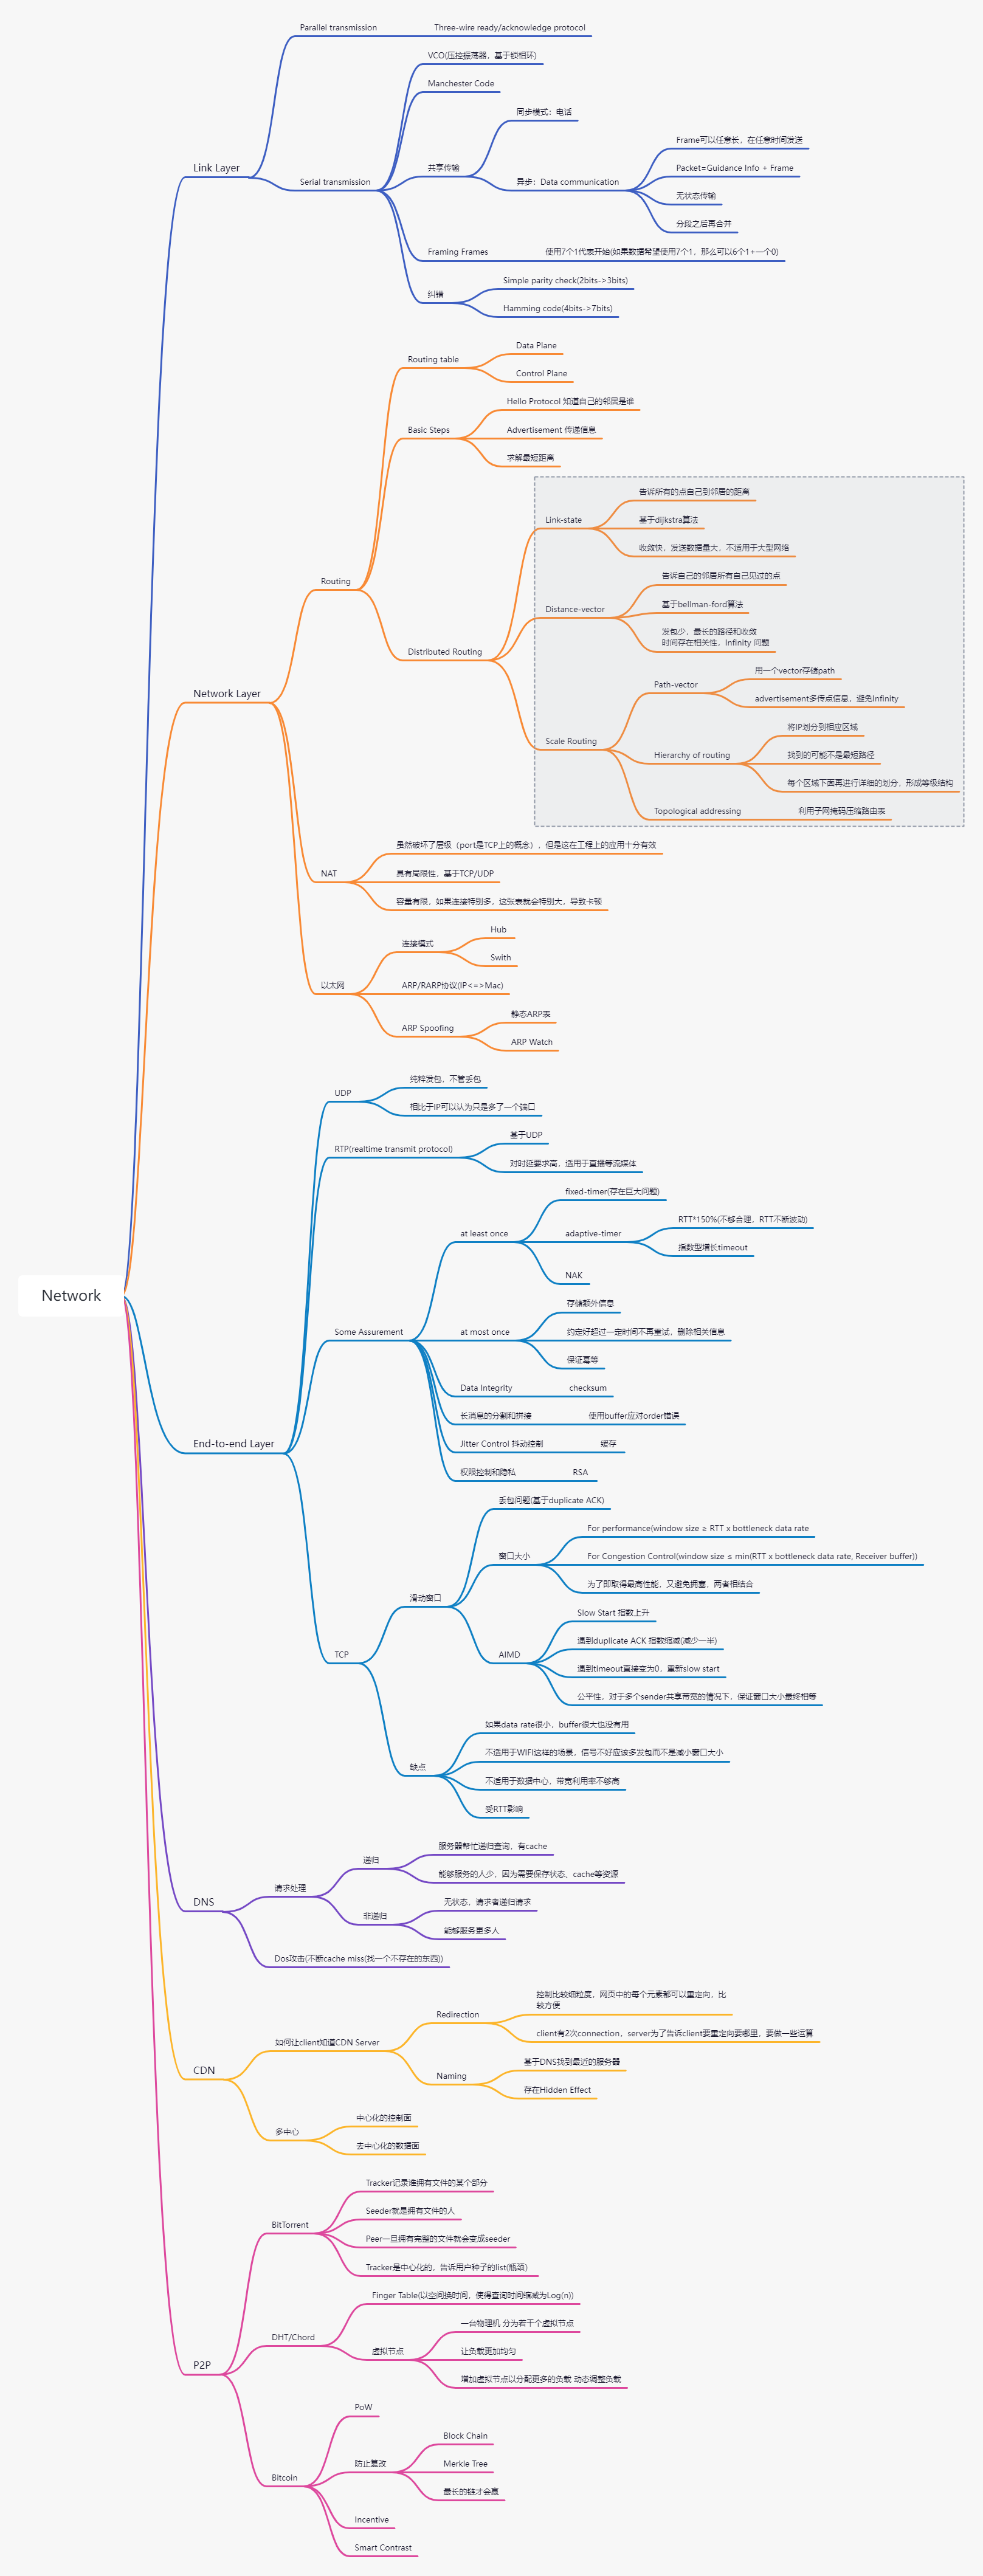 Network
Link Layer
Parallel transmission
Three-wire ready/acknowledge protocol
Serial transmission
VCO(压控振荡器，基于锁相环)
Manchester Code
共享传输
同步模式：电话
异步：Data communication
Frame可以任意长，在任意时间发送
Packet=Guidance Info + Frame
无状态传输
分段之后再合并
Framing Frames
使用7个1代表开始(如果数据希望使用7个1，那么可以6个1+一个0)
纠错
Simple parity check(2bits->3bits)
Hamming code(4bits->7bits)
Network Layer
Routing
Routing table
Data Plane
Control Plane
Basic Steps
Hello Protocol 知道自己的邻居是谁
Advertisement 传递信息
求解最短距离
Distributed Routing
Link-state
告诉所有的点自己到邻居的距离
基于dijkstra算法
收敛快，发送数据量大，不适用于大型网络
Distance-vector
告诉自己的邻居所有自己见过的点
基于bellman-ford算法
发包少，最长的路径和收敛
时间存在相关性，Infinity 问题
Scale Routing
Path-vector
用一个vector存储path
advertisement多传点信息，避免Infinity
Hierarchy of routing
将IP划分到相应区域
找到的可能不是最短路径
每个区域下面再进行详细的划分，形成等级结构
Topological addressing
利用子网掩码压缩路由表
NAT
虽然破坏了层级（port是TCP上的概念），但是这在工程上的应用十分有效
具有局限性，基于TCP/UDP
容量有限，如果连接特别多，这张表就会特别大，导致卡顿
以太网
连接模式
Hub
Swith
ARP/RARP协议(IP<=>Mac)
ARP Spoofing
静态ARP表
ARP Watch
End-to-end Layer
UDP
纯粹发包，不管丢包
相比于IP可以认为只是多了一个端口
RTP(realtime transmit protocol)
基于UDP
对时延要求高，适用于直播等流媒体
Some Assurement
at least once
fixed-timer(存在巨大问题)
adaptive-timer
RTT*150%(不够合理，RTT不断波动)
指数型增长timeout
NAK
at most once
存储额外信息
约定好超过一定时间不再重试，删除相关信息
保证幂等
Data Integrity
checksum
长消息的分割和拼接
使用buffer应对order错误
Jitter Control 抖动控制
缓存
权限控制和隐私
RSA
TCP
滑动窗口
丢包问题(基于duplicate ACK)
窗口大小
For performance(window size ≥ RTT x bottleneck data rate
For Congestion Control(window size ≤ min(RTT x bottleneck data rate, Receiver buffer))
为了即取得最高性能，又避免拥塞，两者相结合
AIMD
Slow Start 指数上升
遇到duplicate ACK 指数缩减(减少一半)
遇到timeout直接变为0，重新slow start
公平性，对于多个sender共享带宽的情况下，保证窗口大小最终相等
缺点
如果data rate很小，buffer很大也没有用
不适用于WIFI这样的场景，信号不好应该多发包而不是减小窗口大小
不适用于数据中心，带宽利用率不够高
受RTT影响
DNS
请求处理
递归
服务器帮忙递归查询，有cache
能够服务的人少，因为需要保存状态、cache等资源
非递归
无状态，请求者递归请求
能够服务更多人
Dos攻击(不断cache miss(找一个不存在的东西))
CDN
如何让client知道CDN Server
Redirection
控制比较细粒度，网页中的每个元素都可以重定向，比
较方便
client有2次connection，server为了告诉client要重定向要哪里，要做一些运算
Naming
基于DNS找到最近的服务器
存在Hidden Effect
多中心
中心化的控制面
去中心化的数据面
P2P
BitTorrent
Tracker记录谁拥有文件的某个部分
Seeder就是拥有文件的人
Peer一旦拥有完整的文件就会变成seeder
Tracker是中心化的，告诉用户种子的list(瓶颈）
DHT/Chord
Finger Table(以空间换时间，使得查询时间缩减为Log(n))
虚拟节点
一台物理机 分为若干个虚拟节点
让负载更加均匀
增加虚拟节点以分配更多的负载 动态调整负载
Bitcoin
PoW
防止篡改
Block Chain
Merkle Tree
最长的链才会赢
Incentive
Smart Contrast